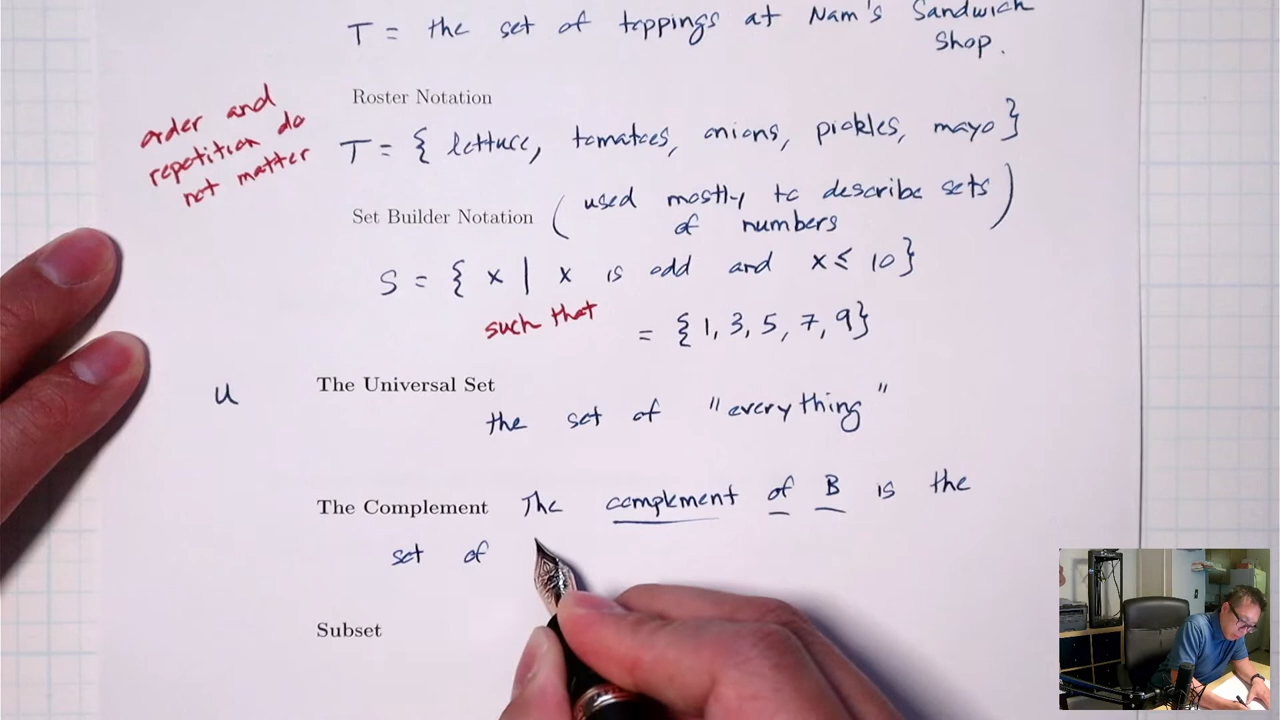 T = the set of toppings at Nam's Sandwich
Shop.
Roster Notation
order and
repetition do
not matter
T = { lettuce, tomatoes, onions, pickles, mayo }
Set Builder Notation (used mostly to describe sets
of numbers)
S = { x | x is odd and x ≤ 10 }
such that
= { 1, 3, 5, 7, 9 }
U
The Universal Set
the set of "everything"
The Complement The complement of B is the
set of
Subset